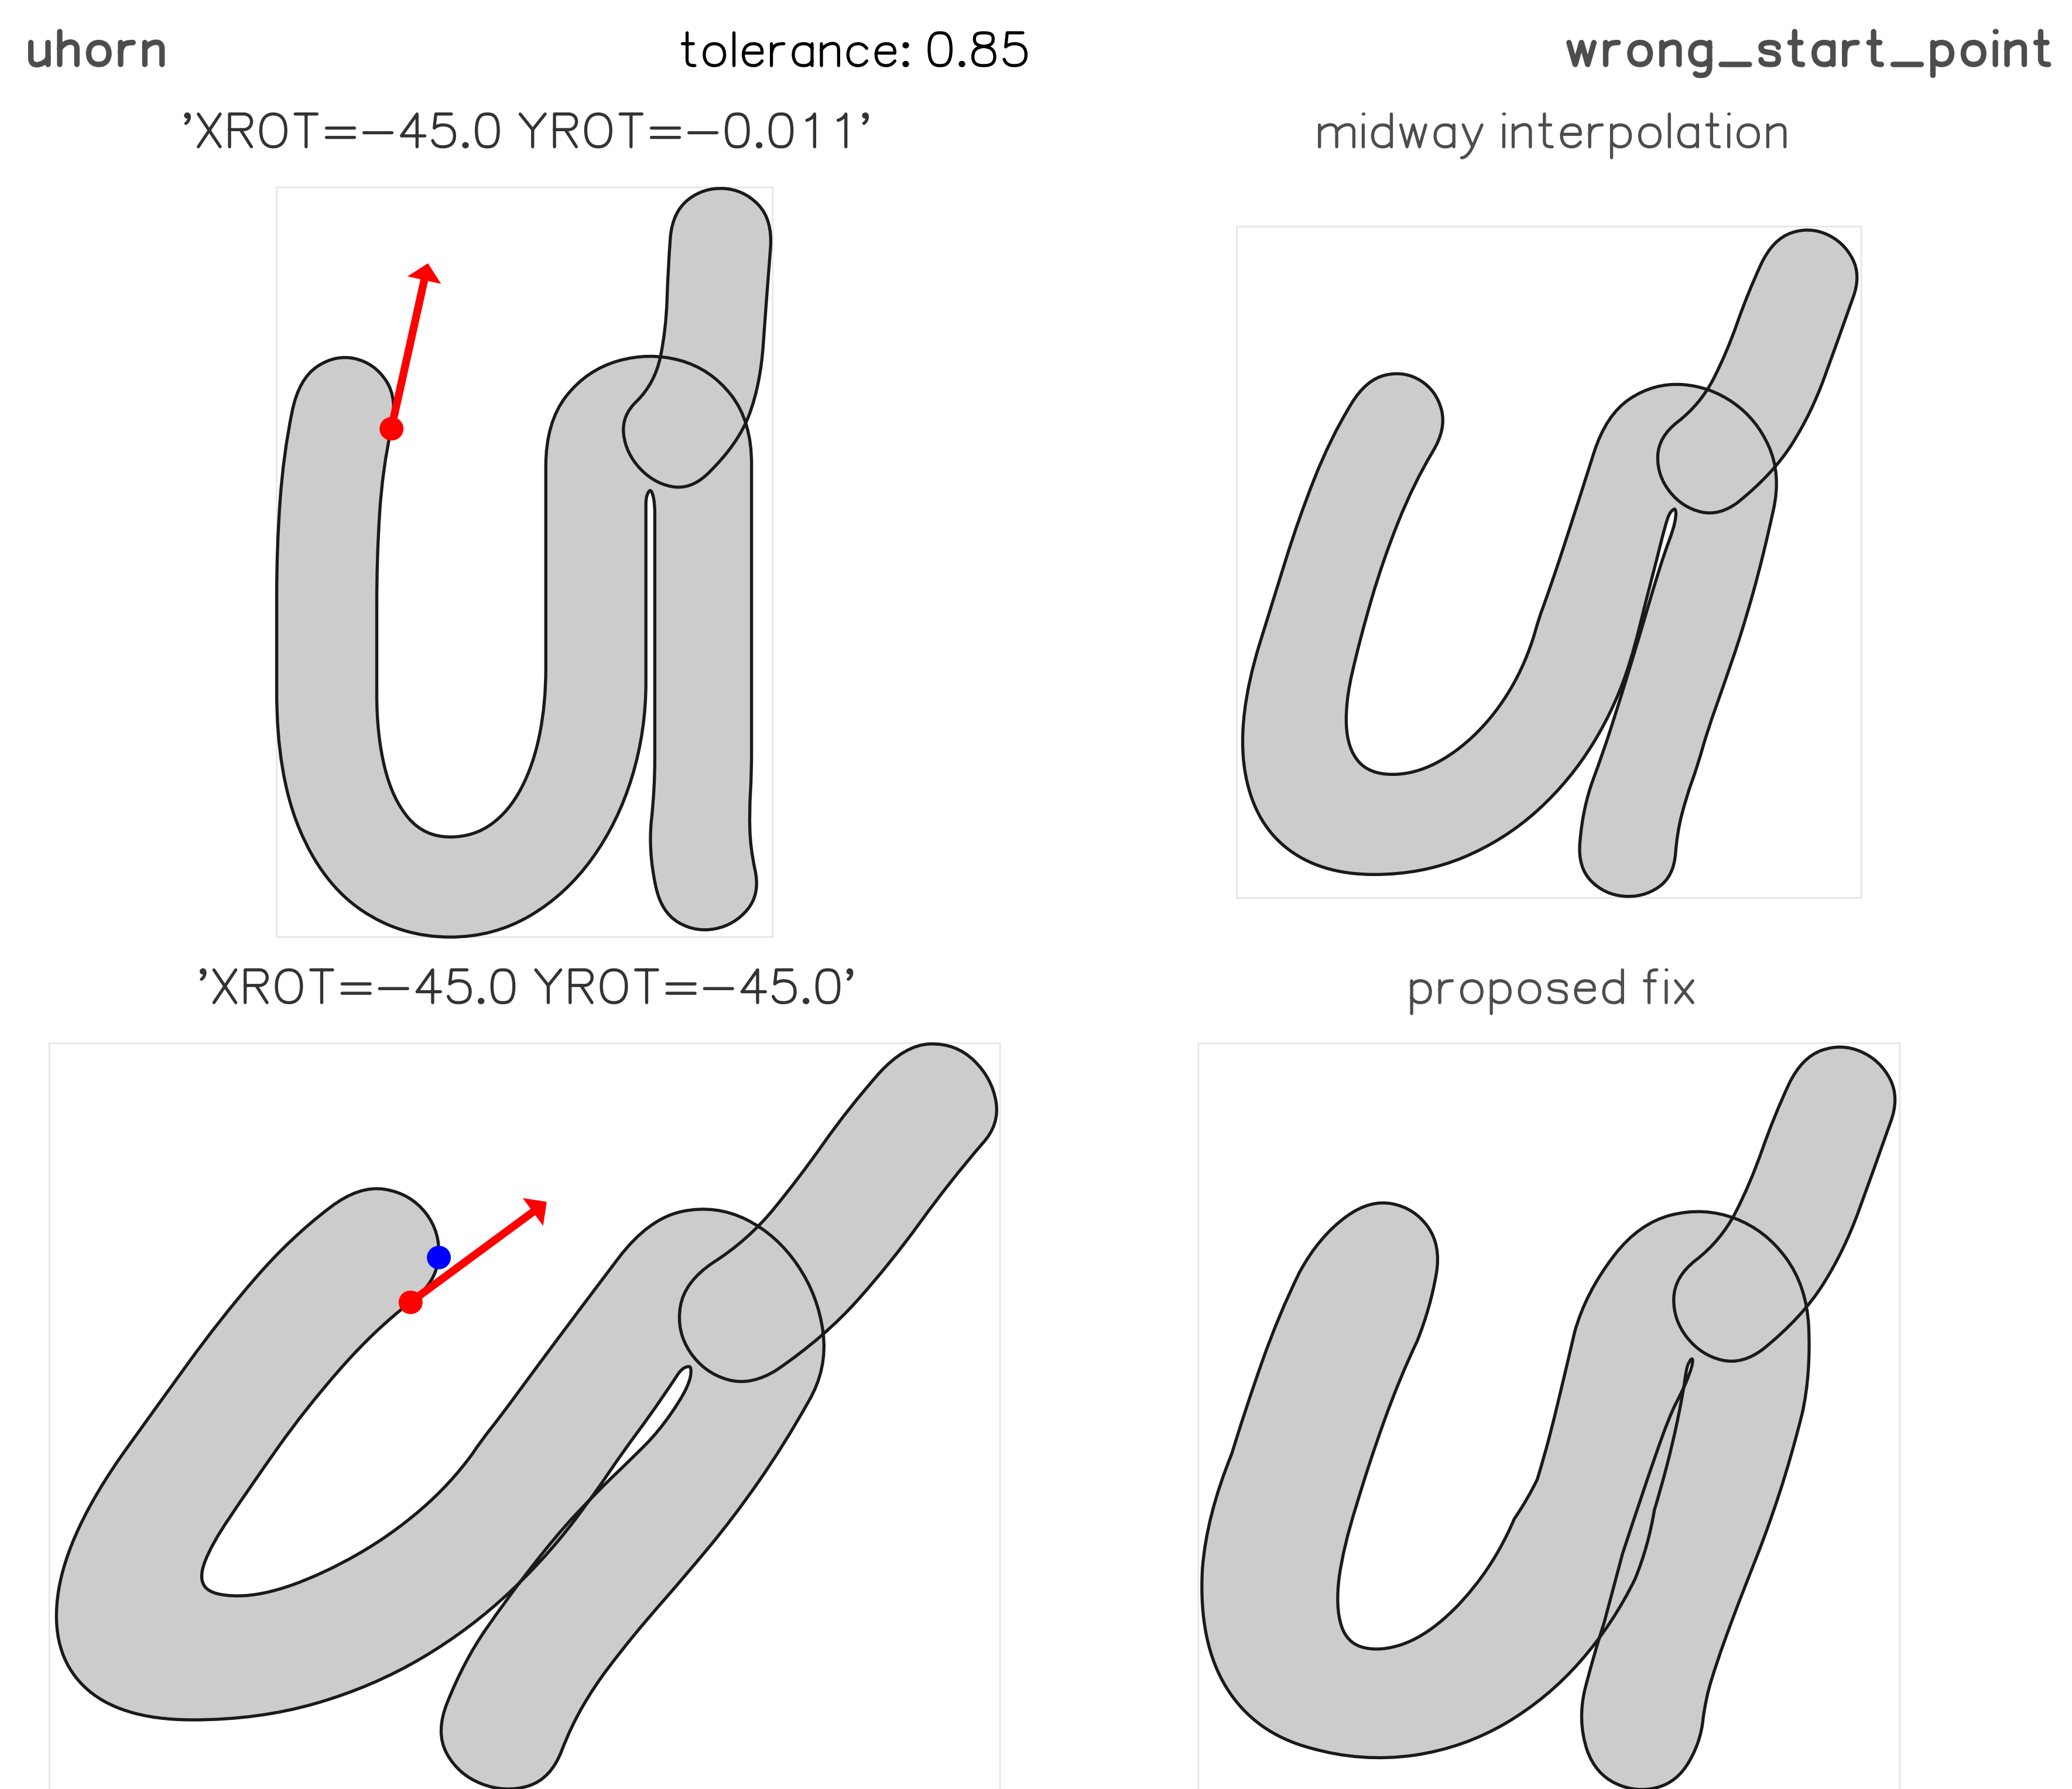 uhorn tolerance: 0.85 wrong_start_point
'XROT=-45.0 YROT=-0.011' midway interpolation
'XROT=-45.0 YROT=-45.0' proposed fix